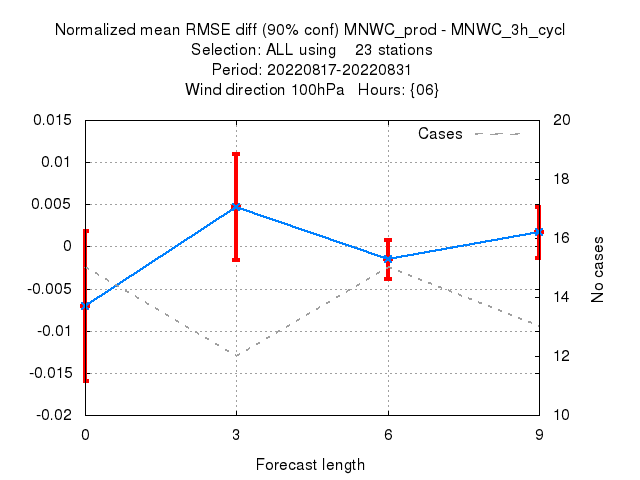 Normalized mean RMSE diff (90% conf) MNWC_prod - MNWC_3h_cycl
Selection: ALL using    23 stations
Period: 20220817-20220831
Wind direction 100hPa   Hours: {06}
Cases
0.015
0.01
0.005
0
-0.005
-0.01
-0.015
-0.02
20
18
16
14
12
10
No cases
0
3
6
9
Forecast length